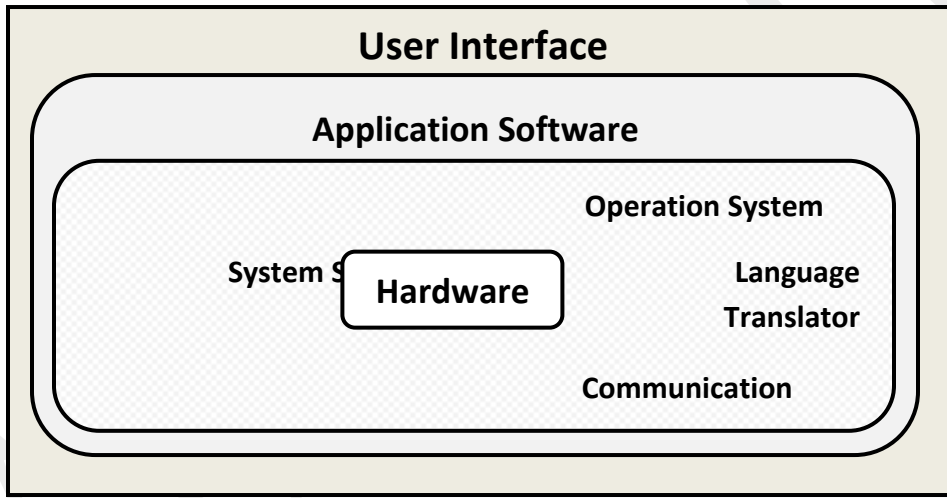 User Interface
Application Software
Operation System
System S
Hardware
Language
Translator
Communication